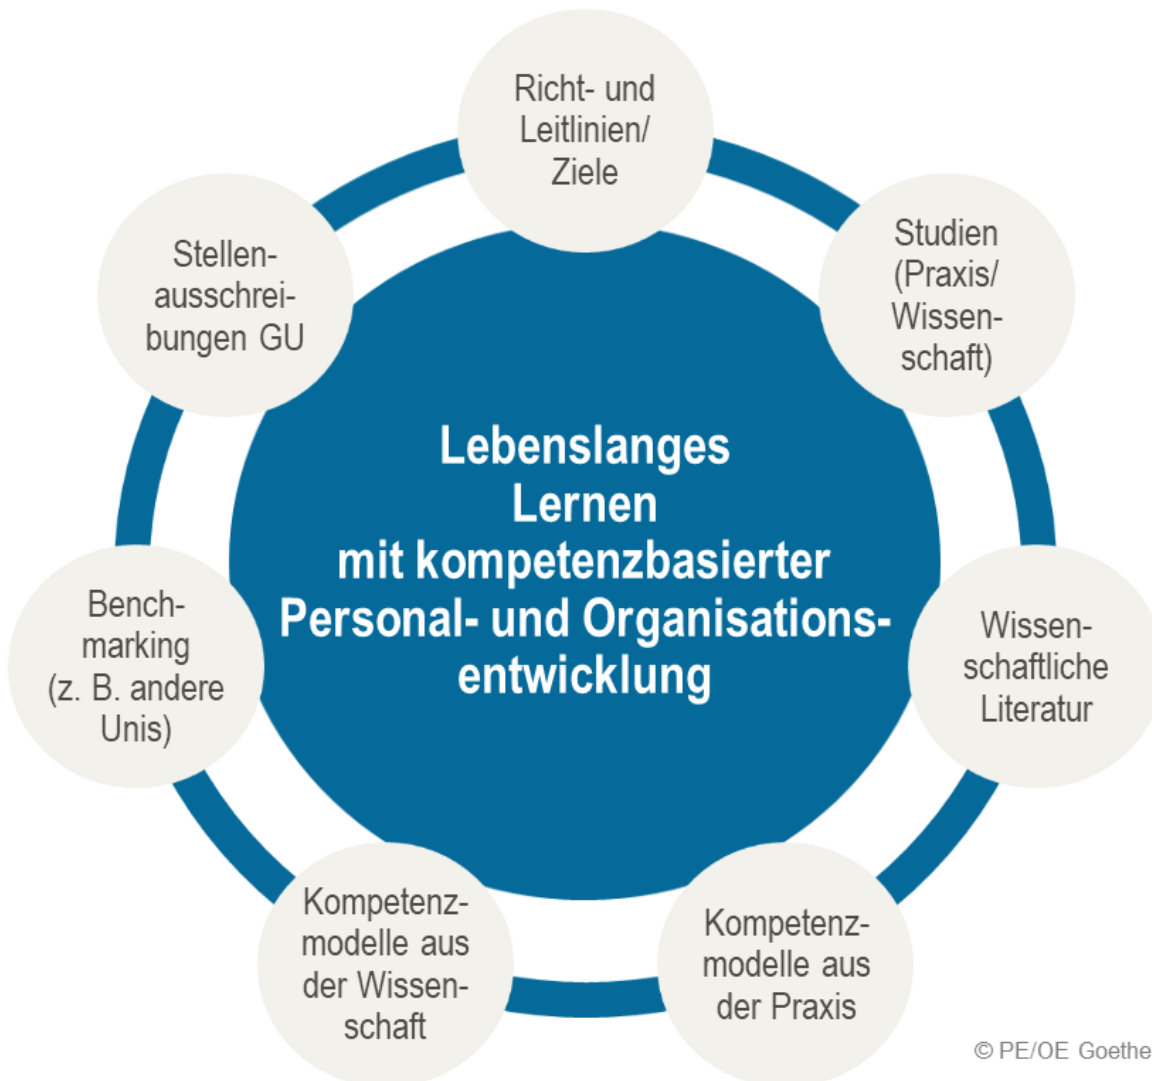 Richt- und
Leitlinien/
Ziele
Studien
(Praxis/
Wissen-
schaft)
Wissen-
schaftliche
Literatur
Kompetenz-
modelle aus
der Praxis
Kompetenz-
modelle aus
der Wissen-
schaft
Bench-
marking
(z. B. andere
Unis)
Stellen-
ausschrei-
bungen GU
Lebenslanges
Lernen
mit kompetenzbasierter
Personal- und Organisations-
entwicklung
© PE/OE Goethe